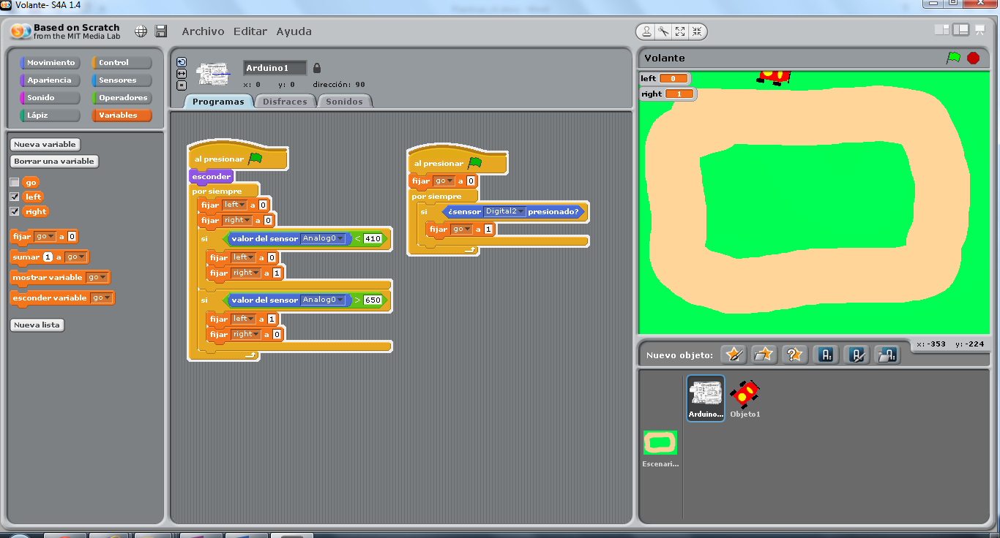 Volante- S4A 1.4
Based on Scratch
from the MIT Media Lab
Archivo Editar Ayuda
Movimiento Control
Apariencia Sensores
Sonido Operadores
Lápiz Variables
Nueva variable
Borrar una variable
go
left
right
fijar go a 0
sumar 1 a go
mostrar variable go
esconder variable go
Nueva lista
Arduino1
x: 0 y: 0 dirección: 90
Programas Disfraces Sonidos
al presionar
esconder
por siempre
fijar left a 0
fijar right a 0
si valor del sensor Analog0 < 410
fijar left a 0
fijar right a 1
si valor del sensor Analog0 > 650
fijar left a 1
fijar right a 0
al presionar
fijar go a 0
por siempre
si ¿sensor Digital2 presionado?
fijar go a 1
Volante
left 0
right 1
x: -353 y: -224
Nuevo objeto:
Arduino... Objeto1
Escenari...